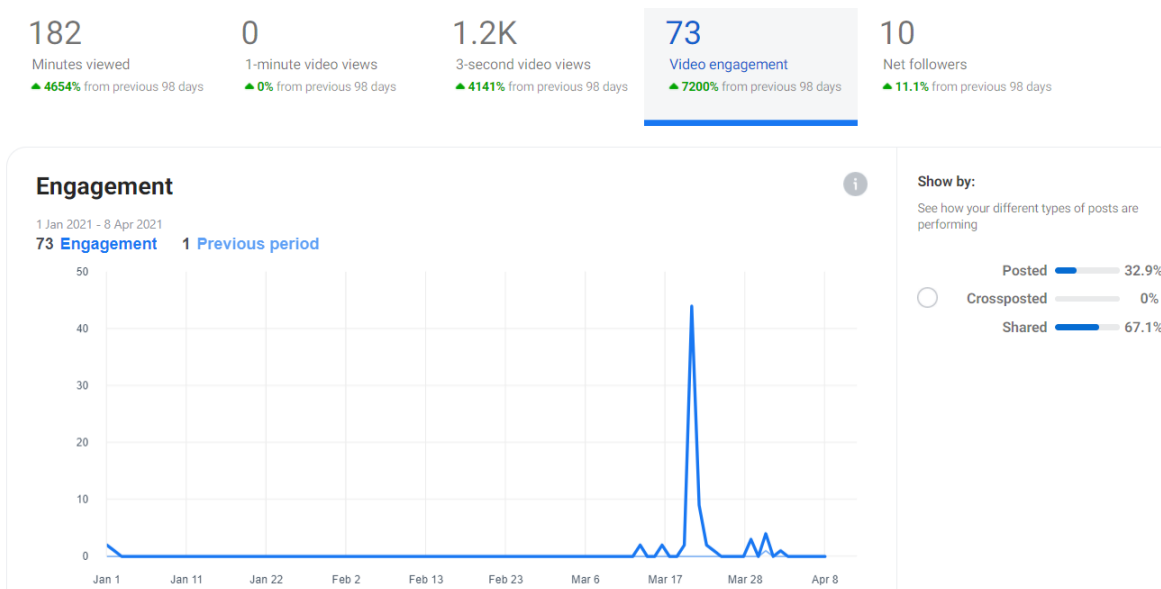 182
Minutes viewed
4654% from previous 98 days
0
1-minute video views
0% from previous 98 days
1.2K
3-second video views
4141% from previous 98 days
73
Video engagement
7200% from previous 98 days
10
Net followers
11.1% from previous 98 days
Engagement
i
1 Jan 2021 - 8 Apr 2021
73 Engagement 1 Previous period
50
40
30
20
10
0
Jan 1 Jan 11 Jan 22 Feb 2 Feb 13 Feb 23 Mar 6 Mar 17 Mar 28 Apr 8
Show by:
See how your different types of posts are
performing
Posted 32.9%
Crossposted 0%
Shared 67.1%